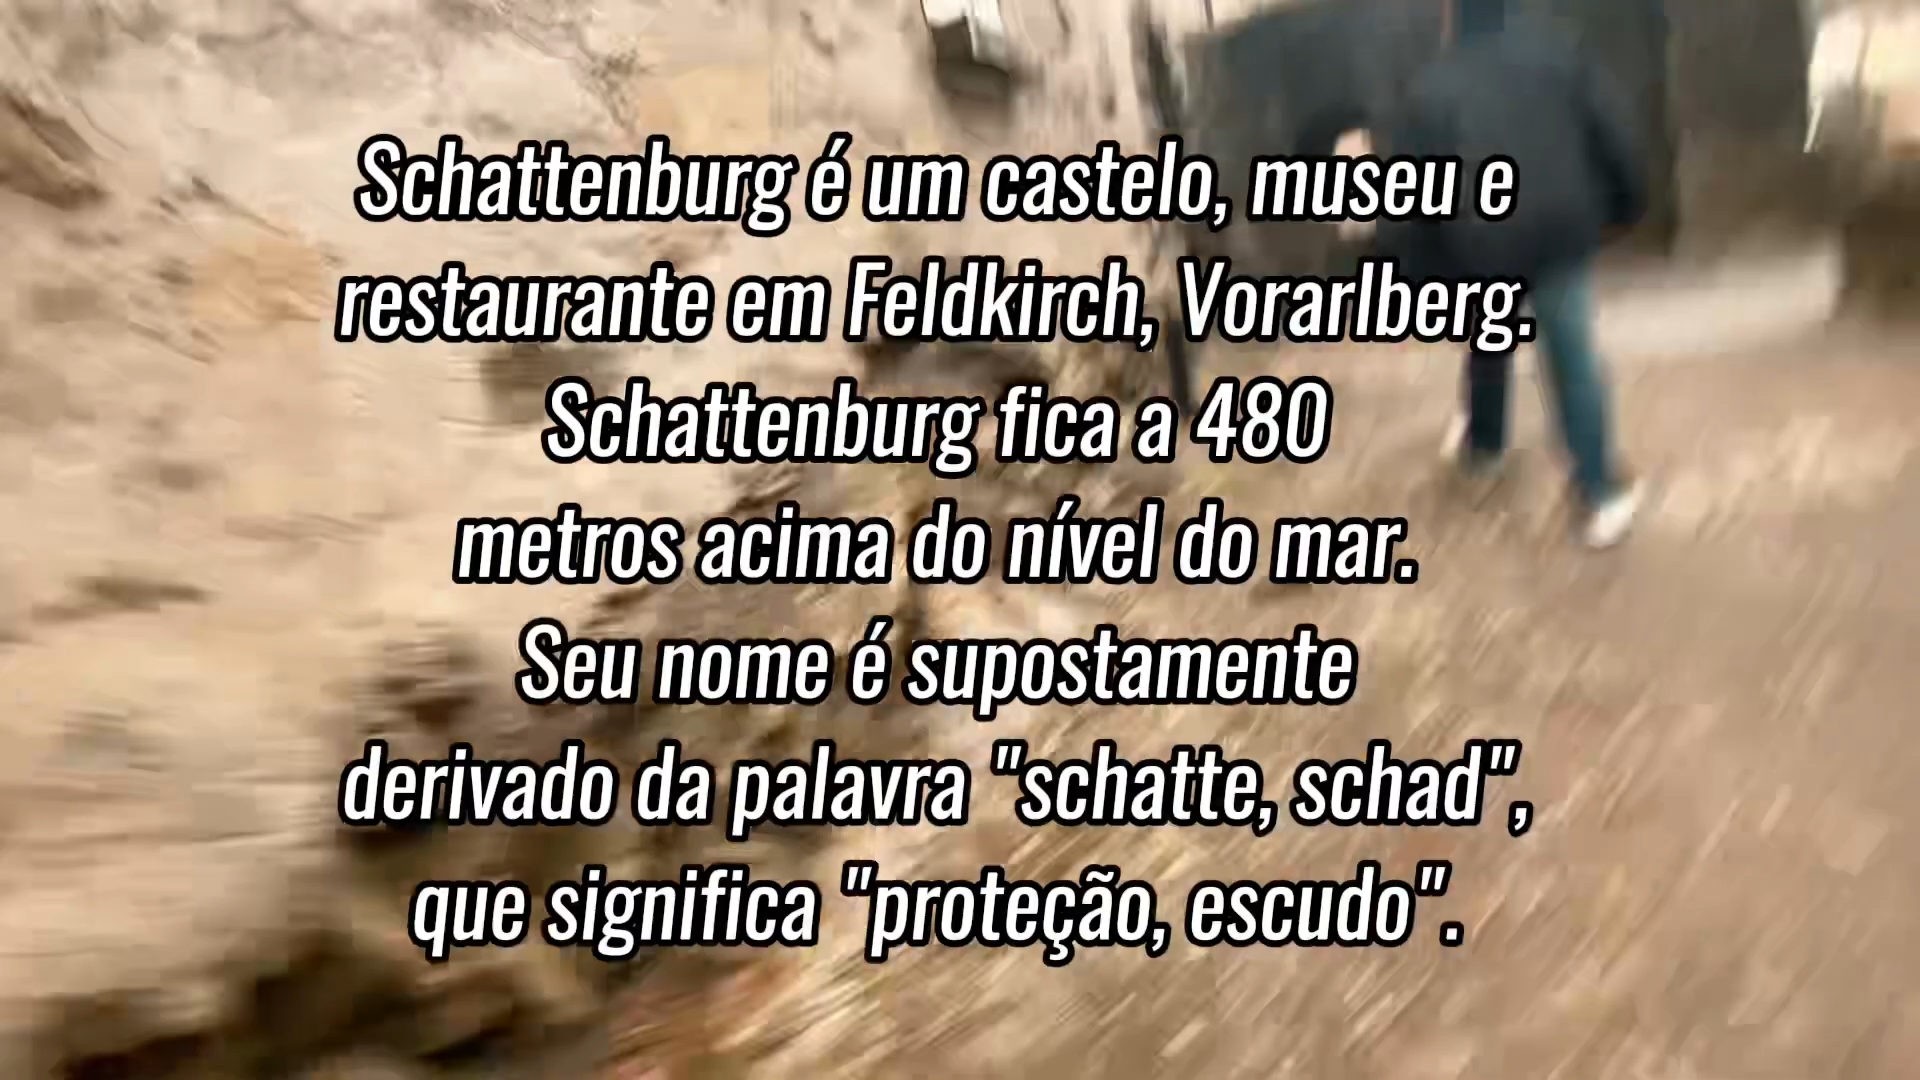 Schattenburg é um castelo, museu e
restaurante em Feldkirch, Vorarlberg.
Schattenburg fica a 480
metros acima do nível do mar.
Seu nome é supostamente
derivado da palavra "schatte, schad",
que significa "proteção, escudo".